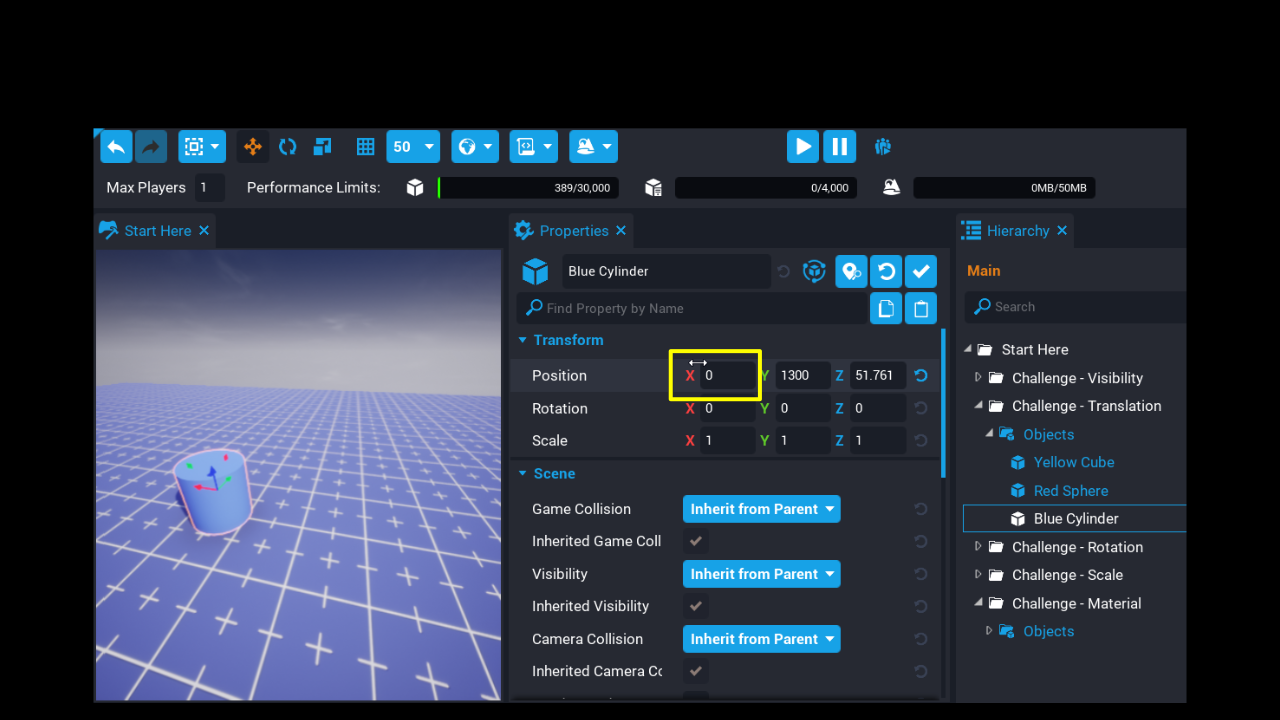 50
Max Players 1 Performance Limits: 389/30,000 0/4,000 0MB/50MB
Start Here
Properties
Hierarchy
Blue Cylinder
Find Property by Name
Transform
Position X 0 Y 1300 Z 51.761
Rotation X 0 Y 0 Z 0
Scale X 1 Y 1 Z 1
Scene
Game Collision Inherit from Parent
Inherited Game Coll
Visibility Inherit from Parent
Inherited Visibility
Camera Collision Inherit from Parent
Inherited Camera Co
Main
Search
Start Here
Challenge - Visibility
Challenge - Translation
Objects
Yellow Cube
Red Sphere
Blue Cylinder
Challenge - Rotation
Challenge - Scale
Challenge - Material
Objects